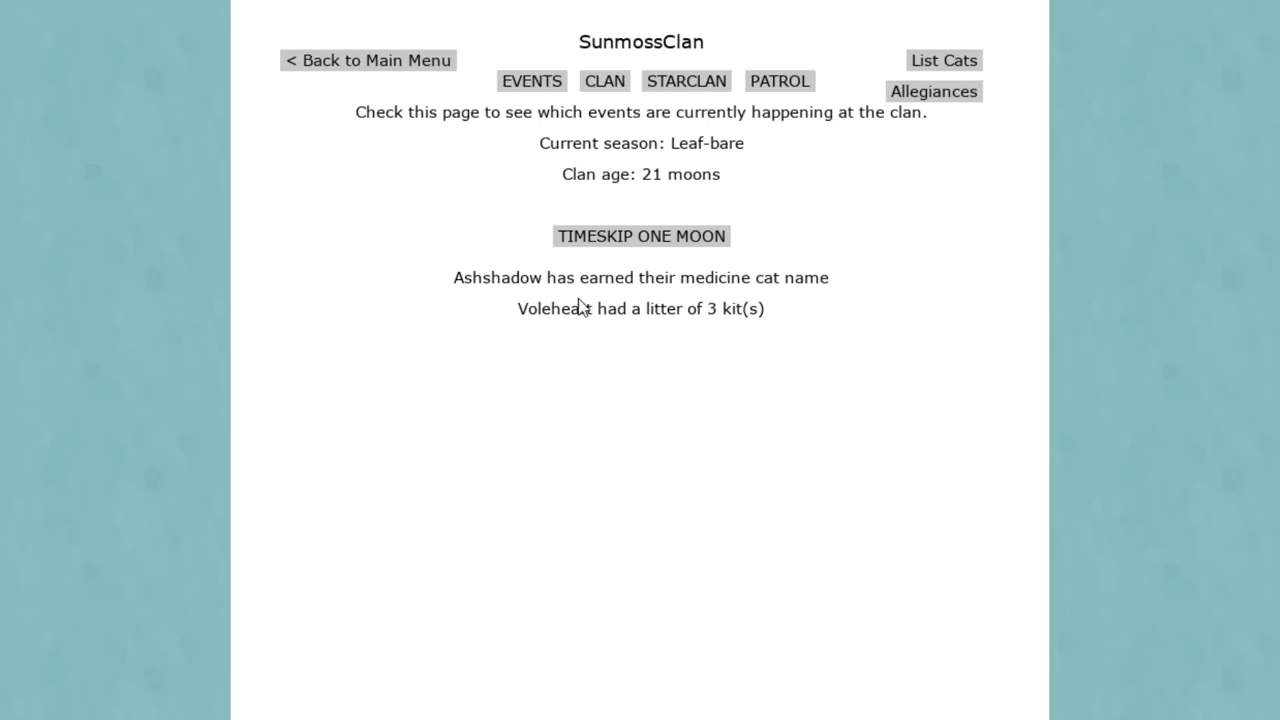 SunmossClan
< Back to Main Menu
List Cats
EVENTS CLAN STARCLAN PATROL
Allegiances
Check this page to see which events are currently happening at the clan.
Current season: Leaf-bare
Clan age: 21 moons
TIMESKIP ONE MOON
Ashshadow has earned their medicine cat name
Voleheart had a litter of 3 kit(s)